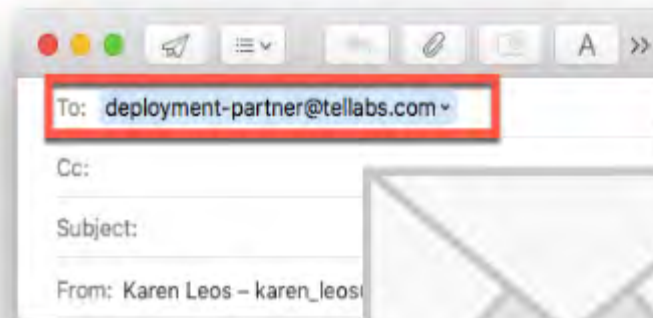 A >>
To: deployment-partner@tellabs.com
Cc:
Subject:
From: Karen Leos – karen_leos